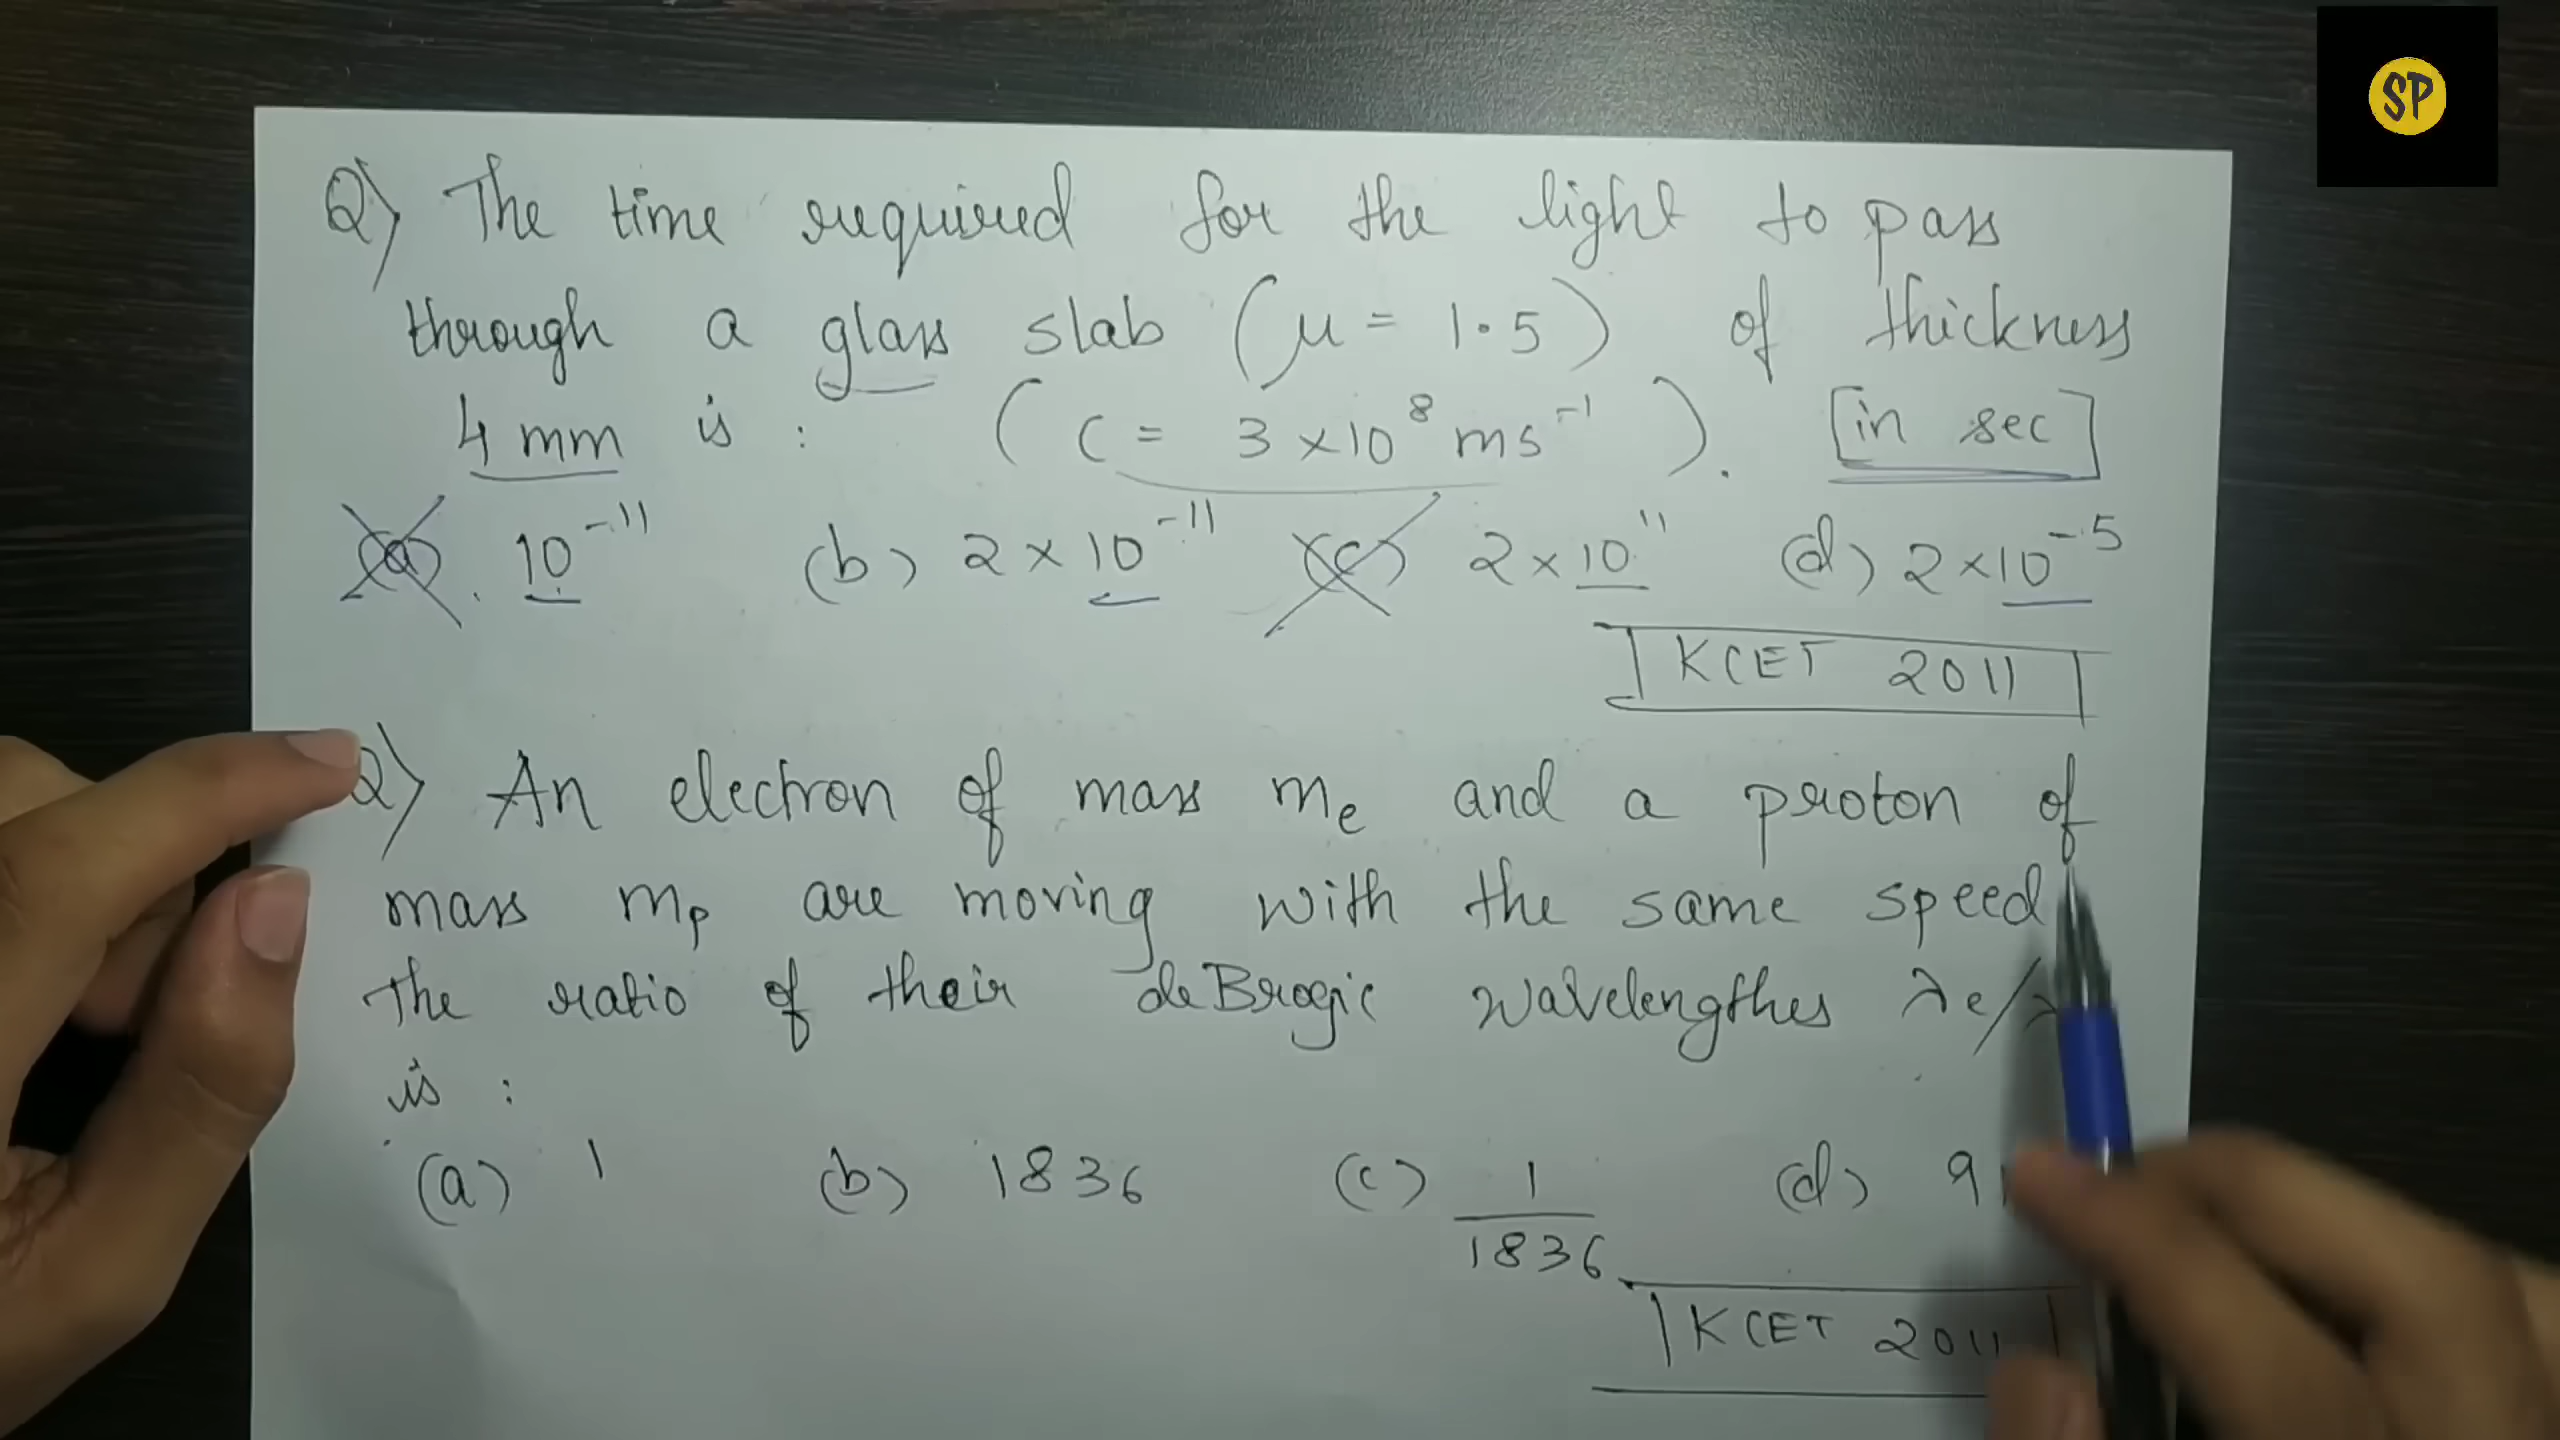 SP
Q) The time required for the light to pass
through a glass slab (μ = 1.5) of thickness
4 mm is : (c = 3 × 10⁸ ms⁻¹). [in sec]
(a). 10⁻¹¹ (b) 2 × 10⁻¹¹ (c) 2 × 10¹¹ (d) 2 × 10⁻⁵
KCET 2011
Q) An electron of mass mₑ and a proton of
mass mₚ are moving with the same speed
The ratio of their deBrogie wavelengthes λe/λ
is :
(a) 1 (b) 1836 (c) 1/1836 (d) 9
KCET 2011